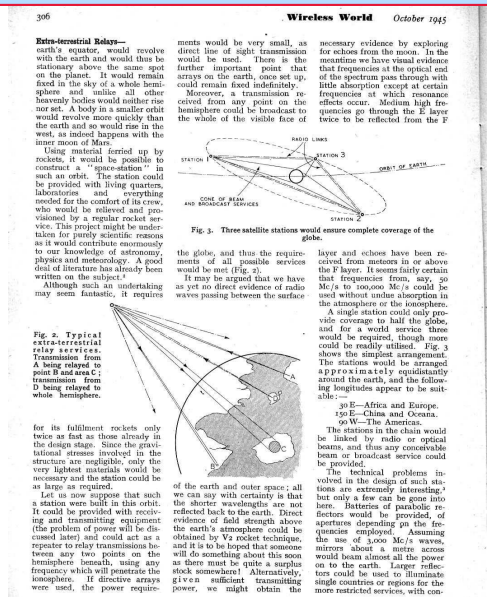 306
Wireless World
October 1945
Extra-terrestrial Relays—
earth's equator, would revolve
with the earth and would thus be
stationary above the same spot
on the planet. It would remain
fixed in the sky of a whole hemi-
sphere and unlike all other
heavenly bodies would neither rise
nor set. A body in a smaller orbit
would revolve more quickly than
the earth and so would rise in the
west, as indeed happens with the
inner moon of Mars.
Using material ferried up by
rockets, it would be possible to
construct a "space-station" in
such an orbit. The station could
be provided with living quarters,
laboratories and everything
needed for the comfort of its crew,
who would be relieved and pro-
visioned by a regular rocket ser-
vice. This project might be under-
taken for purely scientific reasons
as it would contribute enormously
to our knowledge of astronomy,
physics and meteorology. A good
deal of literature has already been
written on the subject.
Although such an undertaking
may seem fantastic, it requires
Fig. 2. Typical
extra-terrestrial
relay services.
Transmission from
A being relayed to
point B and area C;
transmission from
D being relayed to
whole hemisphere.
for its fulfilment rockets only
twice as fast as those already in
the design stage. Since the gravi-
tational stresses involved in the
structure are negligible, only the
very lightest materials would be
necessary and the station could be
as large as required.
Let us now suppose that such
a station were built in this orbit.
It could be provided with receiv-
ing and transmitting equipment
(the problem of power will be dis-
cussed later) and could act as a
repeater to relay transmissions be-
tween any two points on the
hemisphere beneath, using any
frequency which will penetrate the
ionosphere. If directive arrays
were used, the power require-
ments would be very small, as
direct line of sight transmission
would be used. There is the
further important point that
arrays on the earth, once set up,
could remain fixed indefinitely.
Moreover, a transmission re-
ceived from any point on the
hemisphere could be broadcast to
the whole of the visible face of
RADIO LINKS
STATION 1
STATION 3
ORBIT OF EARTH
CONE OF BEAM
AND BROADCAST SERVICES
STATION 2
Fig. 3. Three satellite stations would ensure complete coverage of the
globe.
the globe, and thus the require-
ments of all possible services
would be met (Fig. 2).
It may be argued that we have
as yet no direct evidence of radio
waves passing between the surface
A
C
B
of the earth and outer space; all
we can say with certainty is that
the shorter wavelengths are not
reflected back to the earth. Direct
evidence of field strength above
the earth's atmosphere could be
obtained by V2 rocket technique,
and it is to be hoped that someone
will do something about this soon
as there must be quite a surplus
stock somewhere! Alternatively,
given sufficient transmitting
power, we might obtain the
necessary evidence by exploring
for echoes from the moon. In the
meantime we have visual evidence
that frequencies at the optical end
of the spectrum pass through with
little absorption except at certain
frequencies at which resonance
effects occur. Medium high fre-
quencies go through the E layer
twice to be reflected from the F
layer and echoes have been re-
ceived from meteors in or above
the F layer. It seems fairly certain
that frequencies from, say, 50
Mc/s to 100,000 Mc/s could be
used without undue absorption in
the atmosphere or the ionosphere.
A single station could only pro-
vide coverage to half the globe,
and for a world service three
would be required, though more
could be readily utilised. Fig. 3
shows the simplest arrangement.
The stations would be arranged
approximately equidistantly
around the earth, and the follow-
ing longitudes appear to be suit-
able:—
30 E—Africa and Europe.
150 E—China and Oceana.
90 W—The Americas.
The stations in the chain would
be linked by radio or optical
beams, and thus any conceivable
beam or broadcast service could
be provided.
The technical problems in-
volved in the design of such sta-
tions are extremely interesting,
but only a few can be gone into
here. Batteries of parabolic re-
flectors would be provided, of
apertures depending on the fre-
quencies employed. Assuming
the use of 3,000 Mc/s waves,
mirrors about a metre across
would beam almost all the power
on to the earth. Larger reflec-
tors could be used to illuminate
single countries or regions for the
more restricted services, with con-